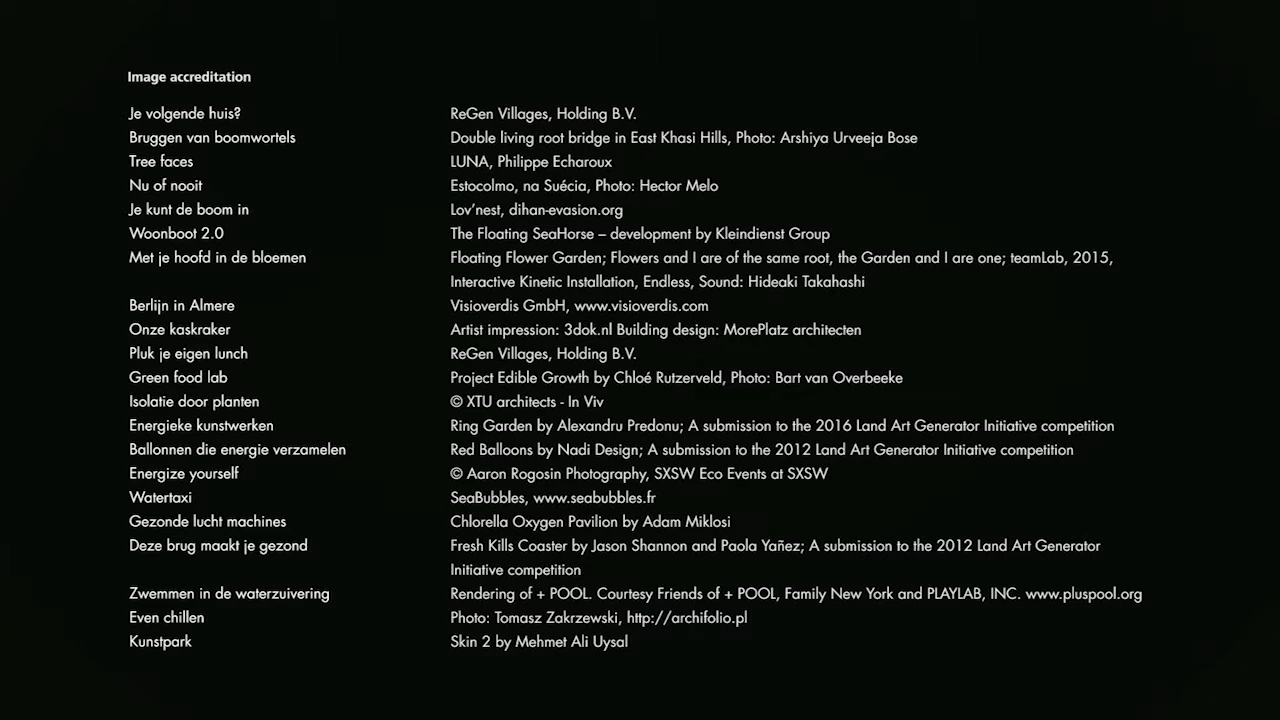 Image accreditation
Je volgende huis? ReGen Villages, Holding B.V.
Bruggen van boomwortels Double living root bridge in East Khasi Hills, Photo: Arshiya Urveeja Bose
Tree faces LUNA, Philippe Echaroux
Nu of nooit Estocolmo, na Suécia, Photo: Hector Melo
Je kunt de boom in Lov’nest, dihan-evasion.org
Woonboot 2.0 The Floating SeaHorse – development by Kleindienst Group
Met je hoofd in de bloemen Floating Flower Garden; Flowers and I are of the same root, the Garden and I are one; teamLab, 2015,
Interactive Kinetic Installation, Endless, Sound: Hideaki Takahashi
Berlijn in Almere Visioverdis GmbH, www.visioverdis.com
Onze kaskraker Artist impression: 3dok.nl Building design: MorePlatz architecten
Pluk je eigen lunch ReGen Villages, Holding B.V.
Green food lab Project Edible Growth by Chloé Rutzerveld, Photo: Bart van Overbeeke
Isolatie door planten © XTU architects - In Viv
Energieke kunstwerken Ring Garden by Alexandru Predonu; A submission to the 2016 Land Art Generator Initiative competition
Ballonnen die energie verzamelen Red Balloons by Nadi Design; A submission to the 2012 Land Art Generator Initiative competition
Energize yourself © Aaron Rogosin Photography, SXSW Eco Events at SXSW
Watertaxi SeaBubbles, www.seabubbles.fr
Gezonde lucht machines Chlorella Oxygen Pavilion by Adam Miklosi
Deze brug maakt je gezond Fresh Kills Coaster by Jason Shannon and Paola Yañez; A submission to the 2012 Land Art Generator
Initiative competition
Zwemmen in de waterzuivering Rendering of + POOL. Courtesy Friends of + POOL, Family New York and PLAYLAB, INC. www.pluspool.org
Even chillen Photo: Tomasz Zakrzewski, http://archifolio.pl
Kunstpark Skin 2 by Mehmet Ali Uysal